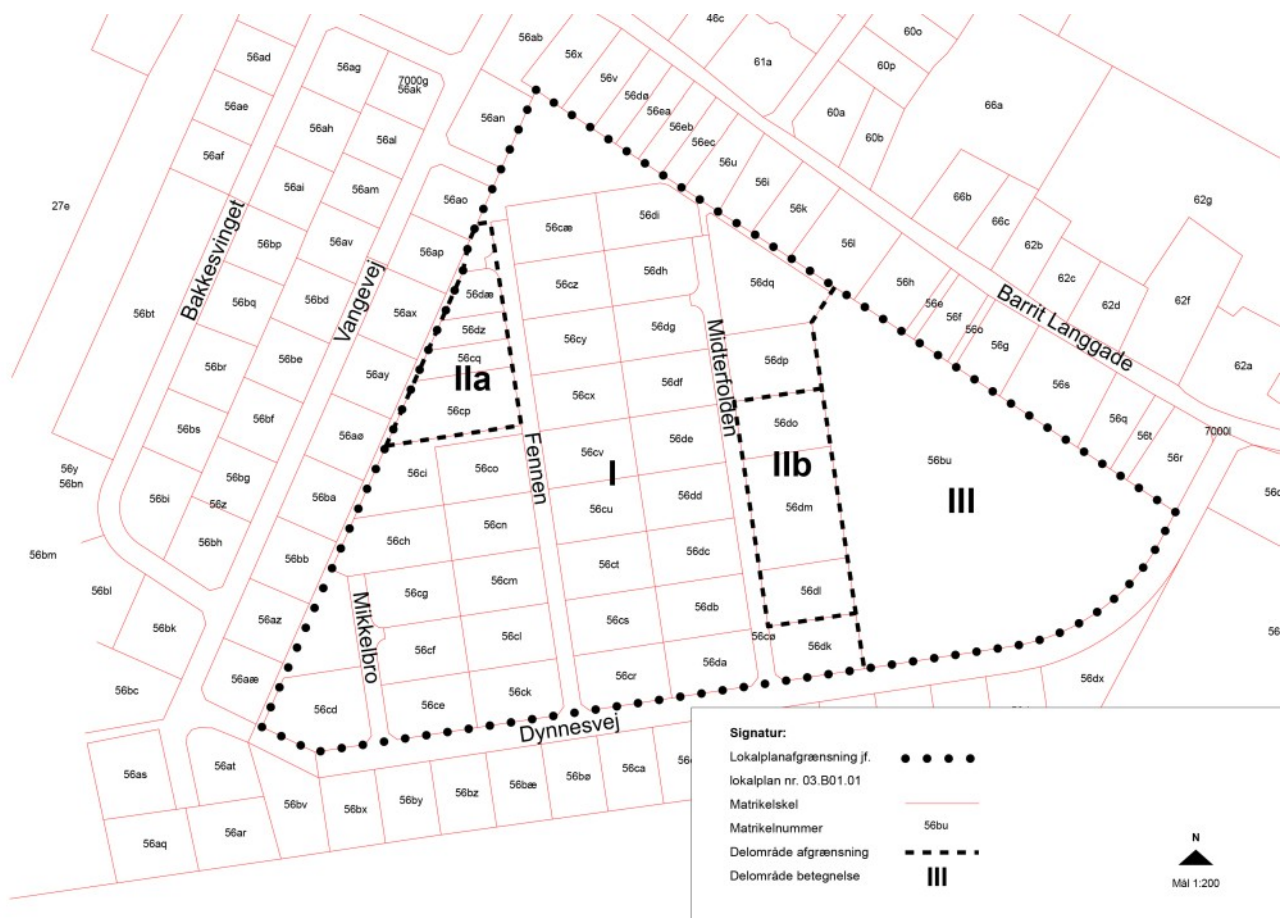 46c
60o
56ab
56x
61a
60p
56ad
56ag
7000g
56ak
56v
56dø
56ea
56eb
56ec
60a
60b
66a
56ae
56an
56ah
56al
56u
56i
56af
56ai
56am
56k
66b
66c
62g
27e
56ao
56di
56cæ
56l
62b
56bp
56av
56ap
Bakkesvinget
56dh
56cz
56dq
56h
62c
62d
62f
56bt
56bq
56bd
Vangevej
56ax
56dæ
56dz
56cy
56dg
Midterfolden
56e
56f
56o
56g
Barrit Langgade
56br
56be
56ay
56cq
IIa
56cp
56cx
56df
56dp
56s
62a
56bs
56bf
56aø
56do
56q
56t
7000l
56y
56bn
56bi
56bg
56z
56ba
56ci
56co
Fennen
56cv
I
56de
IIb
56bu
III
56r
56bh
56cu
56dd
56dm
56bm
56bb
56ch
56cn
56ct
56dc
56bl
56bk
56az
Mikkelbro
56cg
56cm
56cs
56db
56dl
56bc
56aæ
56cf
56cl
56cr
56da
56cø
56dk
56cd
56ce
56ck
56dx
Dynnesvej
56as
56at
56bv
56bx
56by
56bz
56bæ
56bø
56ca
56aq
56ar
Signatur:
Lokalplanafgrænsning jf.
lokalplan nr. 03.B01.01
Matrikelskel
Matrikelnummer
56bu
Delområde afgrænsning
Delområde betegnelse
III
N
Mål 1:200